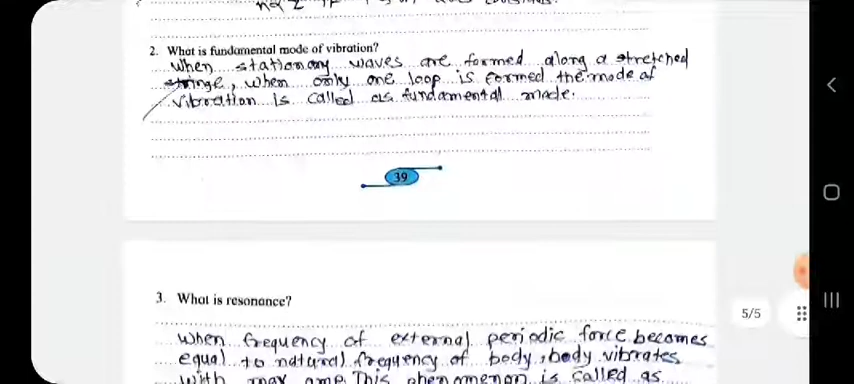 2. What is fundamental mode of vibration?
When stationary waves are formed along a stretched
stringe, when only one loop is formed the mode of
vibration is called as fundamental mode.
39
3. What is resonance?
When frequency of external periodic force becomes
5/5
equal to natural frequency of body, body vibrates
with max amp. This phenomenon is called as